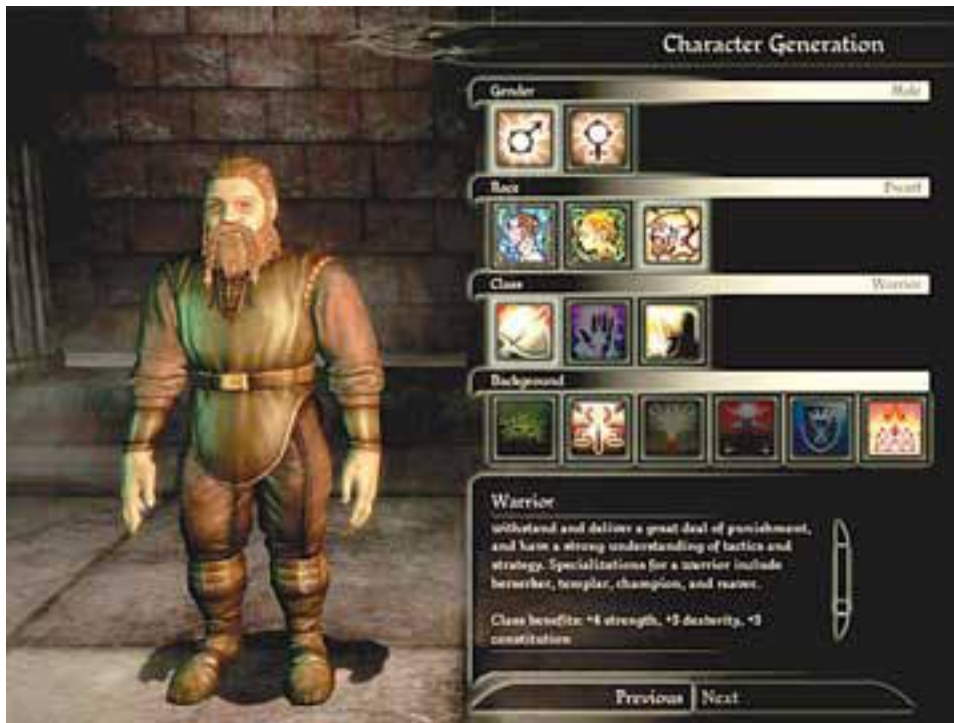 Character Generation
Gender Male
Race Dwarf
Class Warrior
Background
Warrior
withstand and deliver a great deal of punishment,
and have a strong understanding of tactics and
strategy. Specializations for a warrior include
berserker, templar, champion, and reaver.
Class benefits: +4 strength, +3 dexterity, +3
constitution
Previous Next